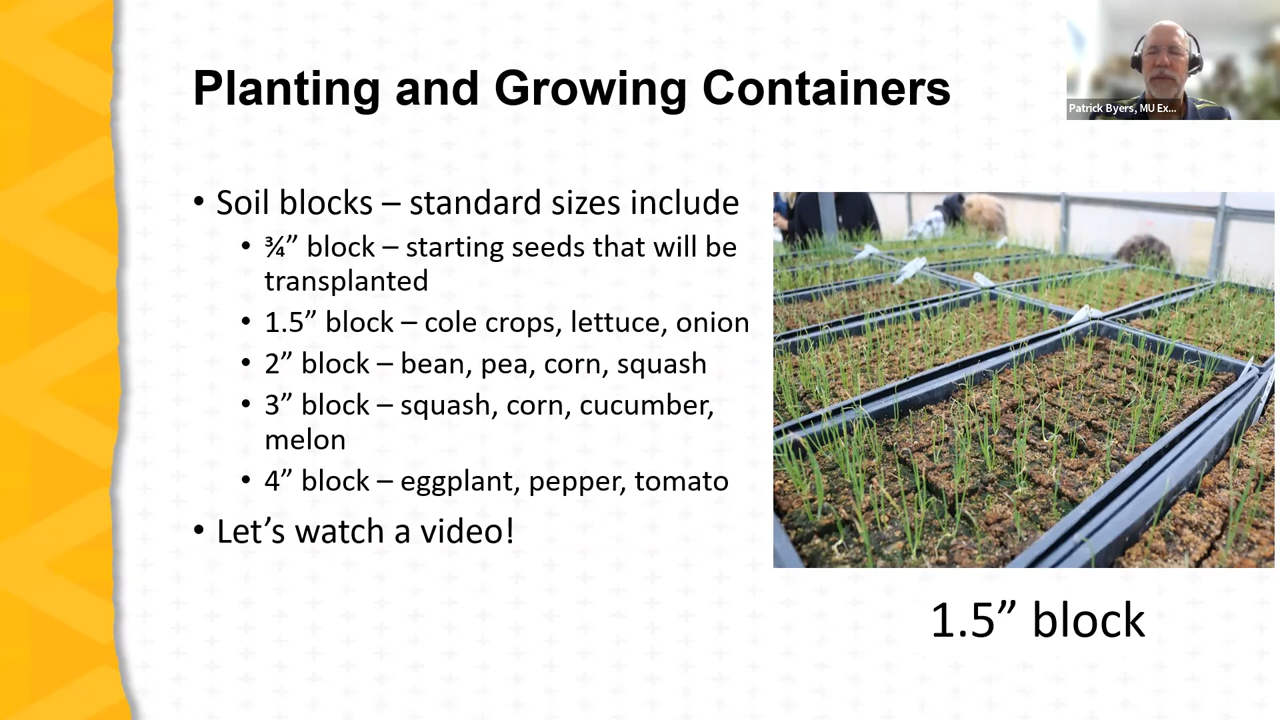 Planting and Growing Containers
Patrick Byers, MU Ex...
• Soil blocks – standard sizes include
• ¾” block – starting seeds that will be
transplanted
• 1.5” block – cole crops, lettuce, onion
• 2” block – bean, pea, corn, squash
• 3” block – squash, corn, cucumber,
melon
• 4” block – eggplant, pepper, tomato
• Let’s watch a video!
1.5” block